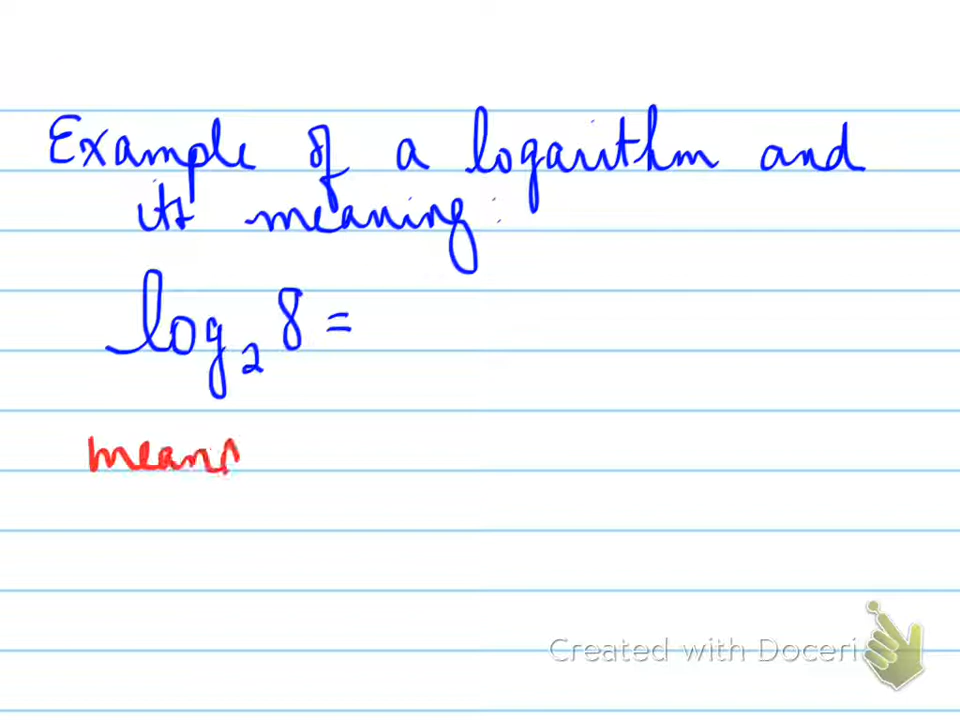 Example of a logarithm and
its meaning:
log₂ 8 =
means
Created with Doceri